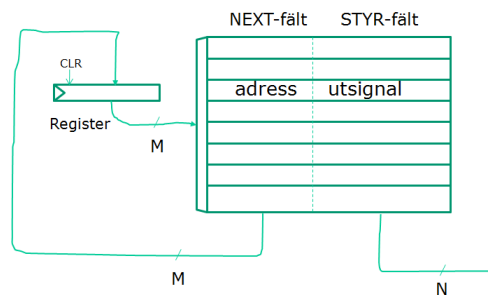 NEXT-fält STYR-fält
CLR
adress utsignal
Register
M
M
N